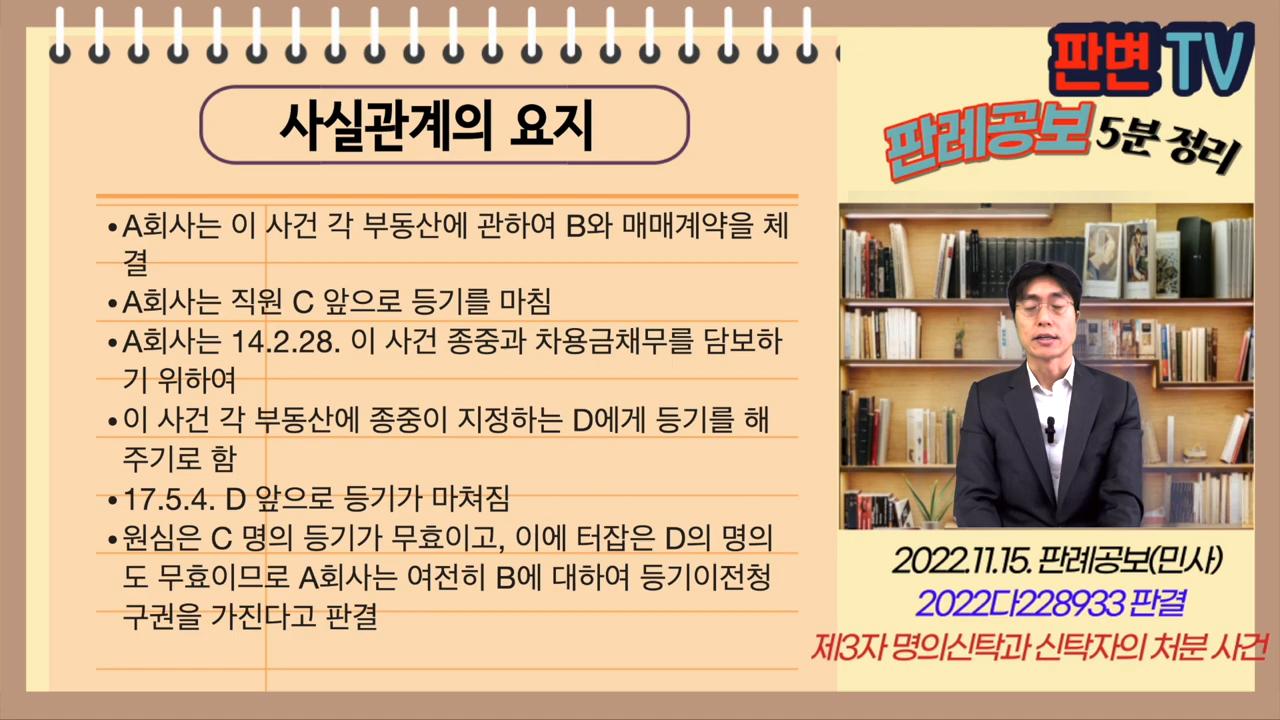 사실관계의 요지
•A회사는 이 사건 각 부동산에 관하여 B와 매매계약을 체
결
•A회사는 직원 C 앞으로 등기를 마침
•A회사는 14.2.28. 이 사건 종중과 차용금채무를 담보하
기 위하여
•이 사건 각 부동산에 종중이 지정하는 D에게 등기를 해
주기로 함
•17.5.4. D 앞으로 등기가 마쳐짐
•원심은 C 명의 등기가 무효이고, 이에 터잡은 D의 명의
도 무효이므로 A회사는 여전히 B에 대하여 등기이전청
구권을 가진다고 판결
판변 TV
판례공보 5분 정리
2022.11.15. 판례공보(민사)
2022다228933 판결
제3자 명의신탁과 신탁자의 처분 사건